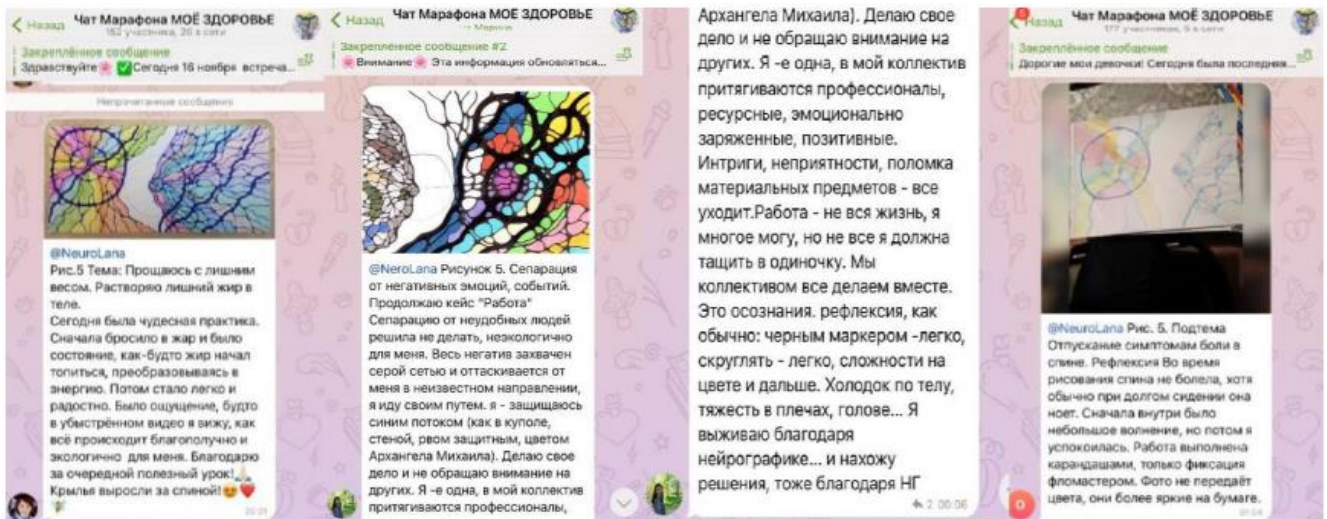 Назад
Чат Марафона МОЁ ЗДОРОВЬЕ
152 участника, 26 в сети
Закреплённое сообщение
Здравствуйте🌸 ✅Сегодня 16 ноября встреча...
Непрочитанные сообщения
@NeuroLana
Рис.5 Тема: Прощаюсь с лишним
весом. Растворяю лишний жир в
теле.
Сегодня была чудесная практика.
Сначала бросило в жар и было
состояние, как-будто жир начал
топиться, преобразовываясь в
энергию. Потом стало легко и
радостно. Было ощущение, будто
в убыстрённом видео я вижу, как
всё происходит благополучно и
экологично для меня. Благодарю
за очередной полезный урок!🙏
Крылья выросли за спиной!😍❤️
Назад
Чат Марафона МОЁ ЗДОРОВЬЕ
Закреплённое сообщение #2
🌸Внимание🌸 Эта информация обновляться...
@NeroLana Рисунок 5. Сепарация
от негативных эмоций, событий.
Продолжаю кейс "Работа"
Сепарацию от неудобных людей
решила не делать, неэкологично
для меня. Весь негатив захвачен
серой сетью и оттаскивается от
меня в неизвестном направлении,
я иду своим путем. я - защищаюсь
синим потоком (как в куполе,
стеной, рвом защитным, цветом
Архангела Михаила). Делаю свое
дело и не обращаю внимание на
других. Я -е одна, в мой коллектив
притягиваются профессионалы,
Архангела Михаила). Делаю свое
дело и не обращаю внимание на
других. Я -е одна, в мой коллектив
притягиваются профессионалы,
ресурсные, эмоционально
заряженные, позитивные.
Интриги, неприятности, поломка
материальных предметов - все
уходит.Работа - не вся жизнь, я
многое могу, но не все я должна
тащить в одиночку. Мы
коллективом все делаем вместе.
Это осознания. рефлексия, как
обычно: черным маркером -легко,
скруглять - легко, сложности на
цвете и дальше. Холодок по телу,
тяжесть в плечах, голове... Я
выживаю благодаря
нейрографике... и нахожу
решения, тоже благодаря НГ
2 00:06
Назад
Чат Марафона МОЁ ЗДОРОВЬЕ
177 участников, 6 в сети
Закреплённое сообщение
Дорогие мои девочки! Сегодня была последняя...
@NeuroLana Рис. 5. Подтема
Отпускание симптомам боли в
спине. Рефлексия Во время
рисования спина не болела, хотя
обычно при долгом сидении она
ноет. Сначала внутри было
небольшое волнение, но потом я
успокоилась. Работа выполнена
карандашами, только фиксация
фломастером. Фото не передаёт
цвета, они более яркие на бумаге.